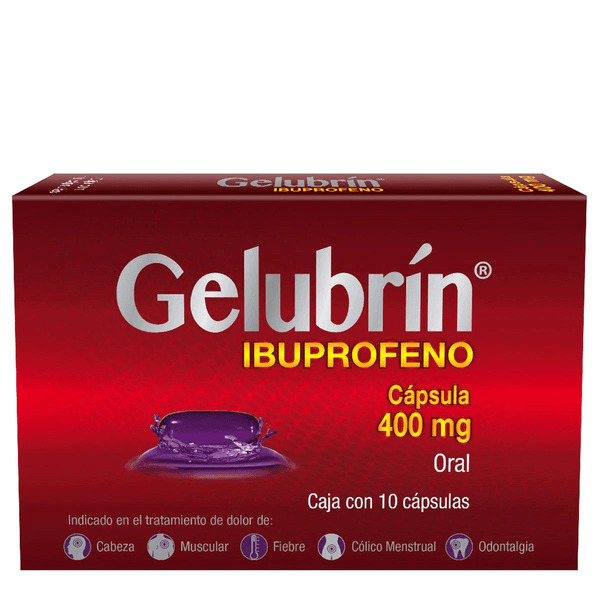 Gelubrín®
IBUPROFENO
Gelubrín®
IBUPROFENO
Cápsula
400 mg
Oral
Caja con 10 cápsulas
Indicado en el tratamiento de dolor de:
Cabeza Muscular Fiebre Cólico Menstrual Odontalgia